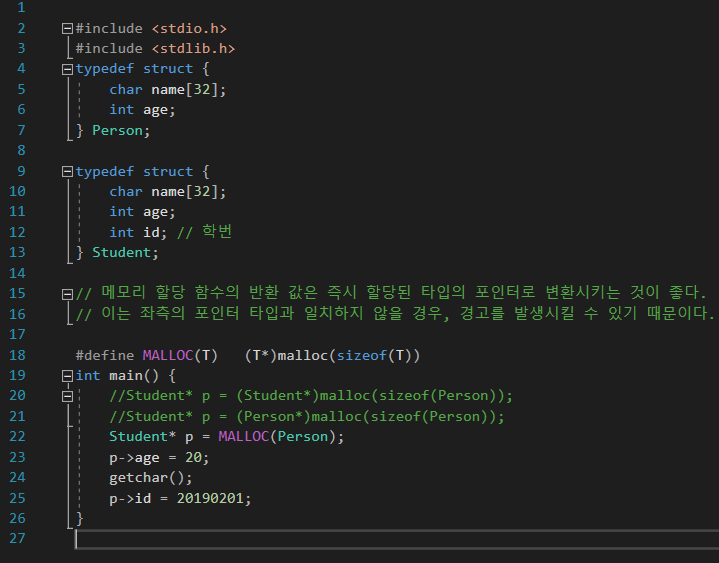 1
2 #include <stdio.h>
3 #include <stdlib.h>
4 typedef struct {
5     char name[32];
6     int age;
7 } Person;
8
9 typedef struct {
10     char name[32];
11     int age;
12     int id; // 학번
13 } Student;
14
15 // 메모리 할당 함수의 반환 값은 즉시 할당된 타입의 포인터로 변환시키는 것이 좋다.
16 // 이는 좌측의 포인터 타입과 일치하지 않을 경우, 경고를 발생시킬 수 있기 때문이다.
17
18 #define MALLOC(T)   (T*)malloc(sizeof(T))
19 int main() {
20     //Student* p = (Student*)malloc(sizeof(Person));
21     //Student* p = (Person*)malloc(sizeof(Person));
22     Student* p = MALLOC(Person);
23     p->age = 20;
24     getchar();
25     p->id = 20190201;
26 }
27